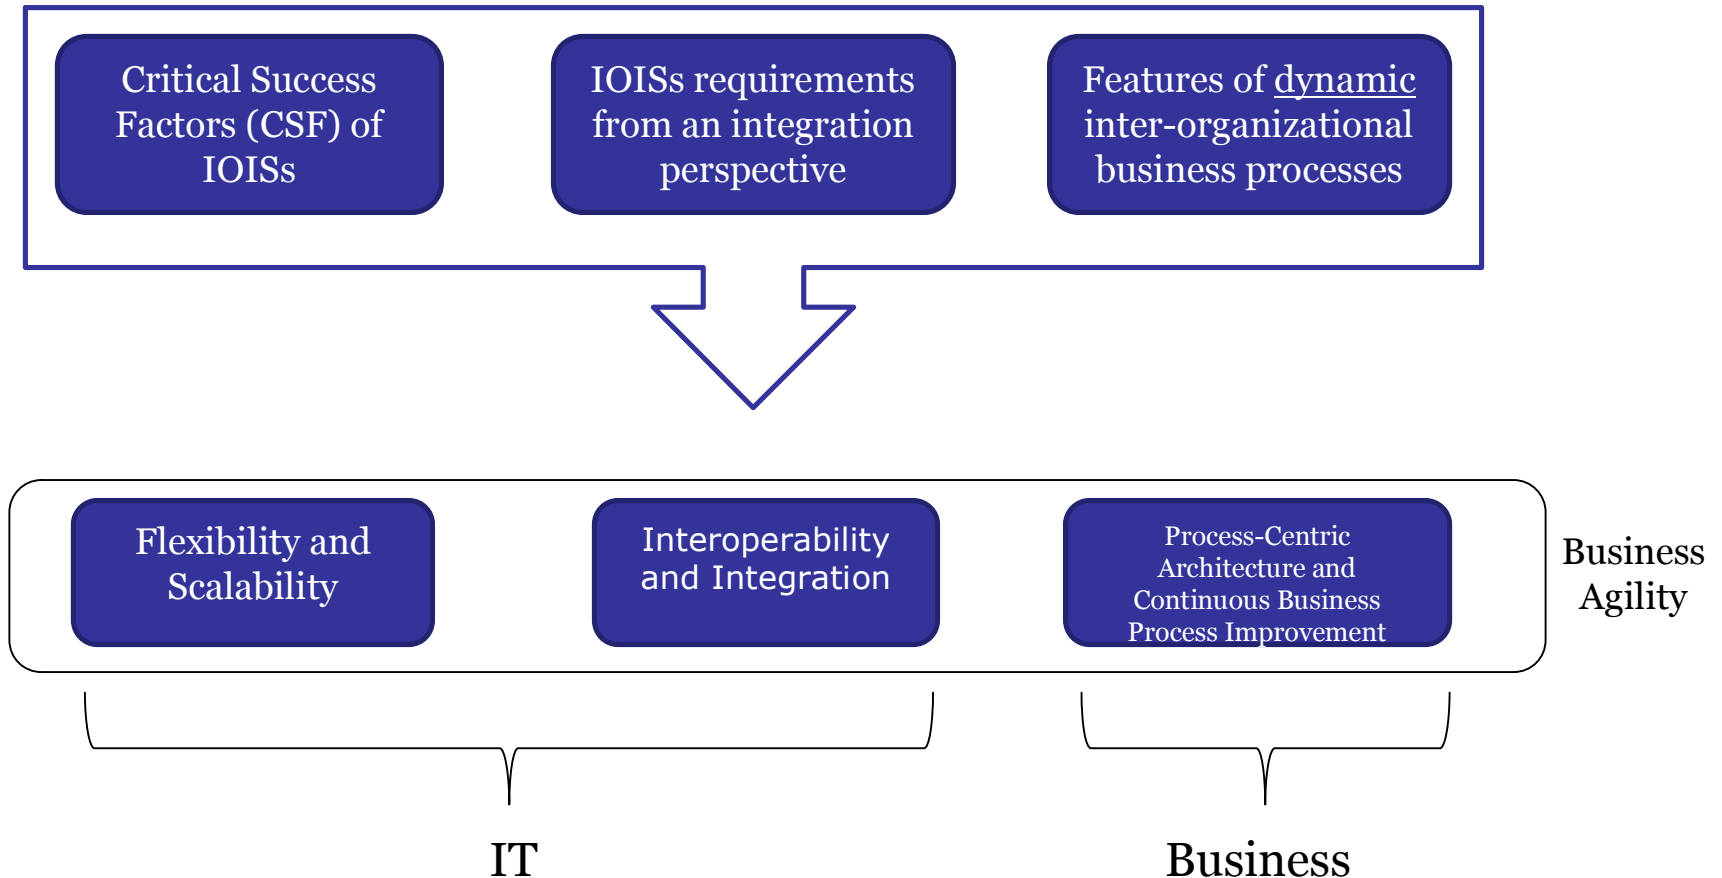 Critical Success
Factors (CSF) of
IOISs
IOISs requirements
from an integration
perspective
Features of dynamic
inter-organizational
business processes
Flexibility and
Scalability
Interoperability
and Integration
Process-Centric
Architecture and
Continuous Business
Process Improvement
Business
Agility
IT
Business